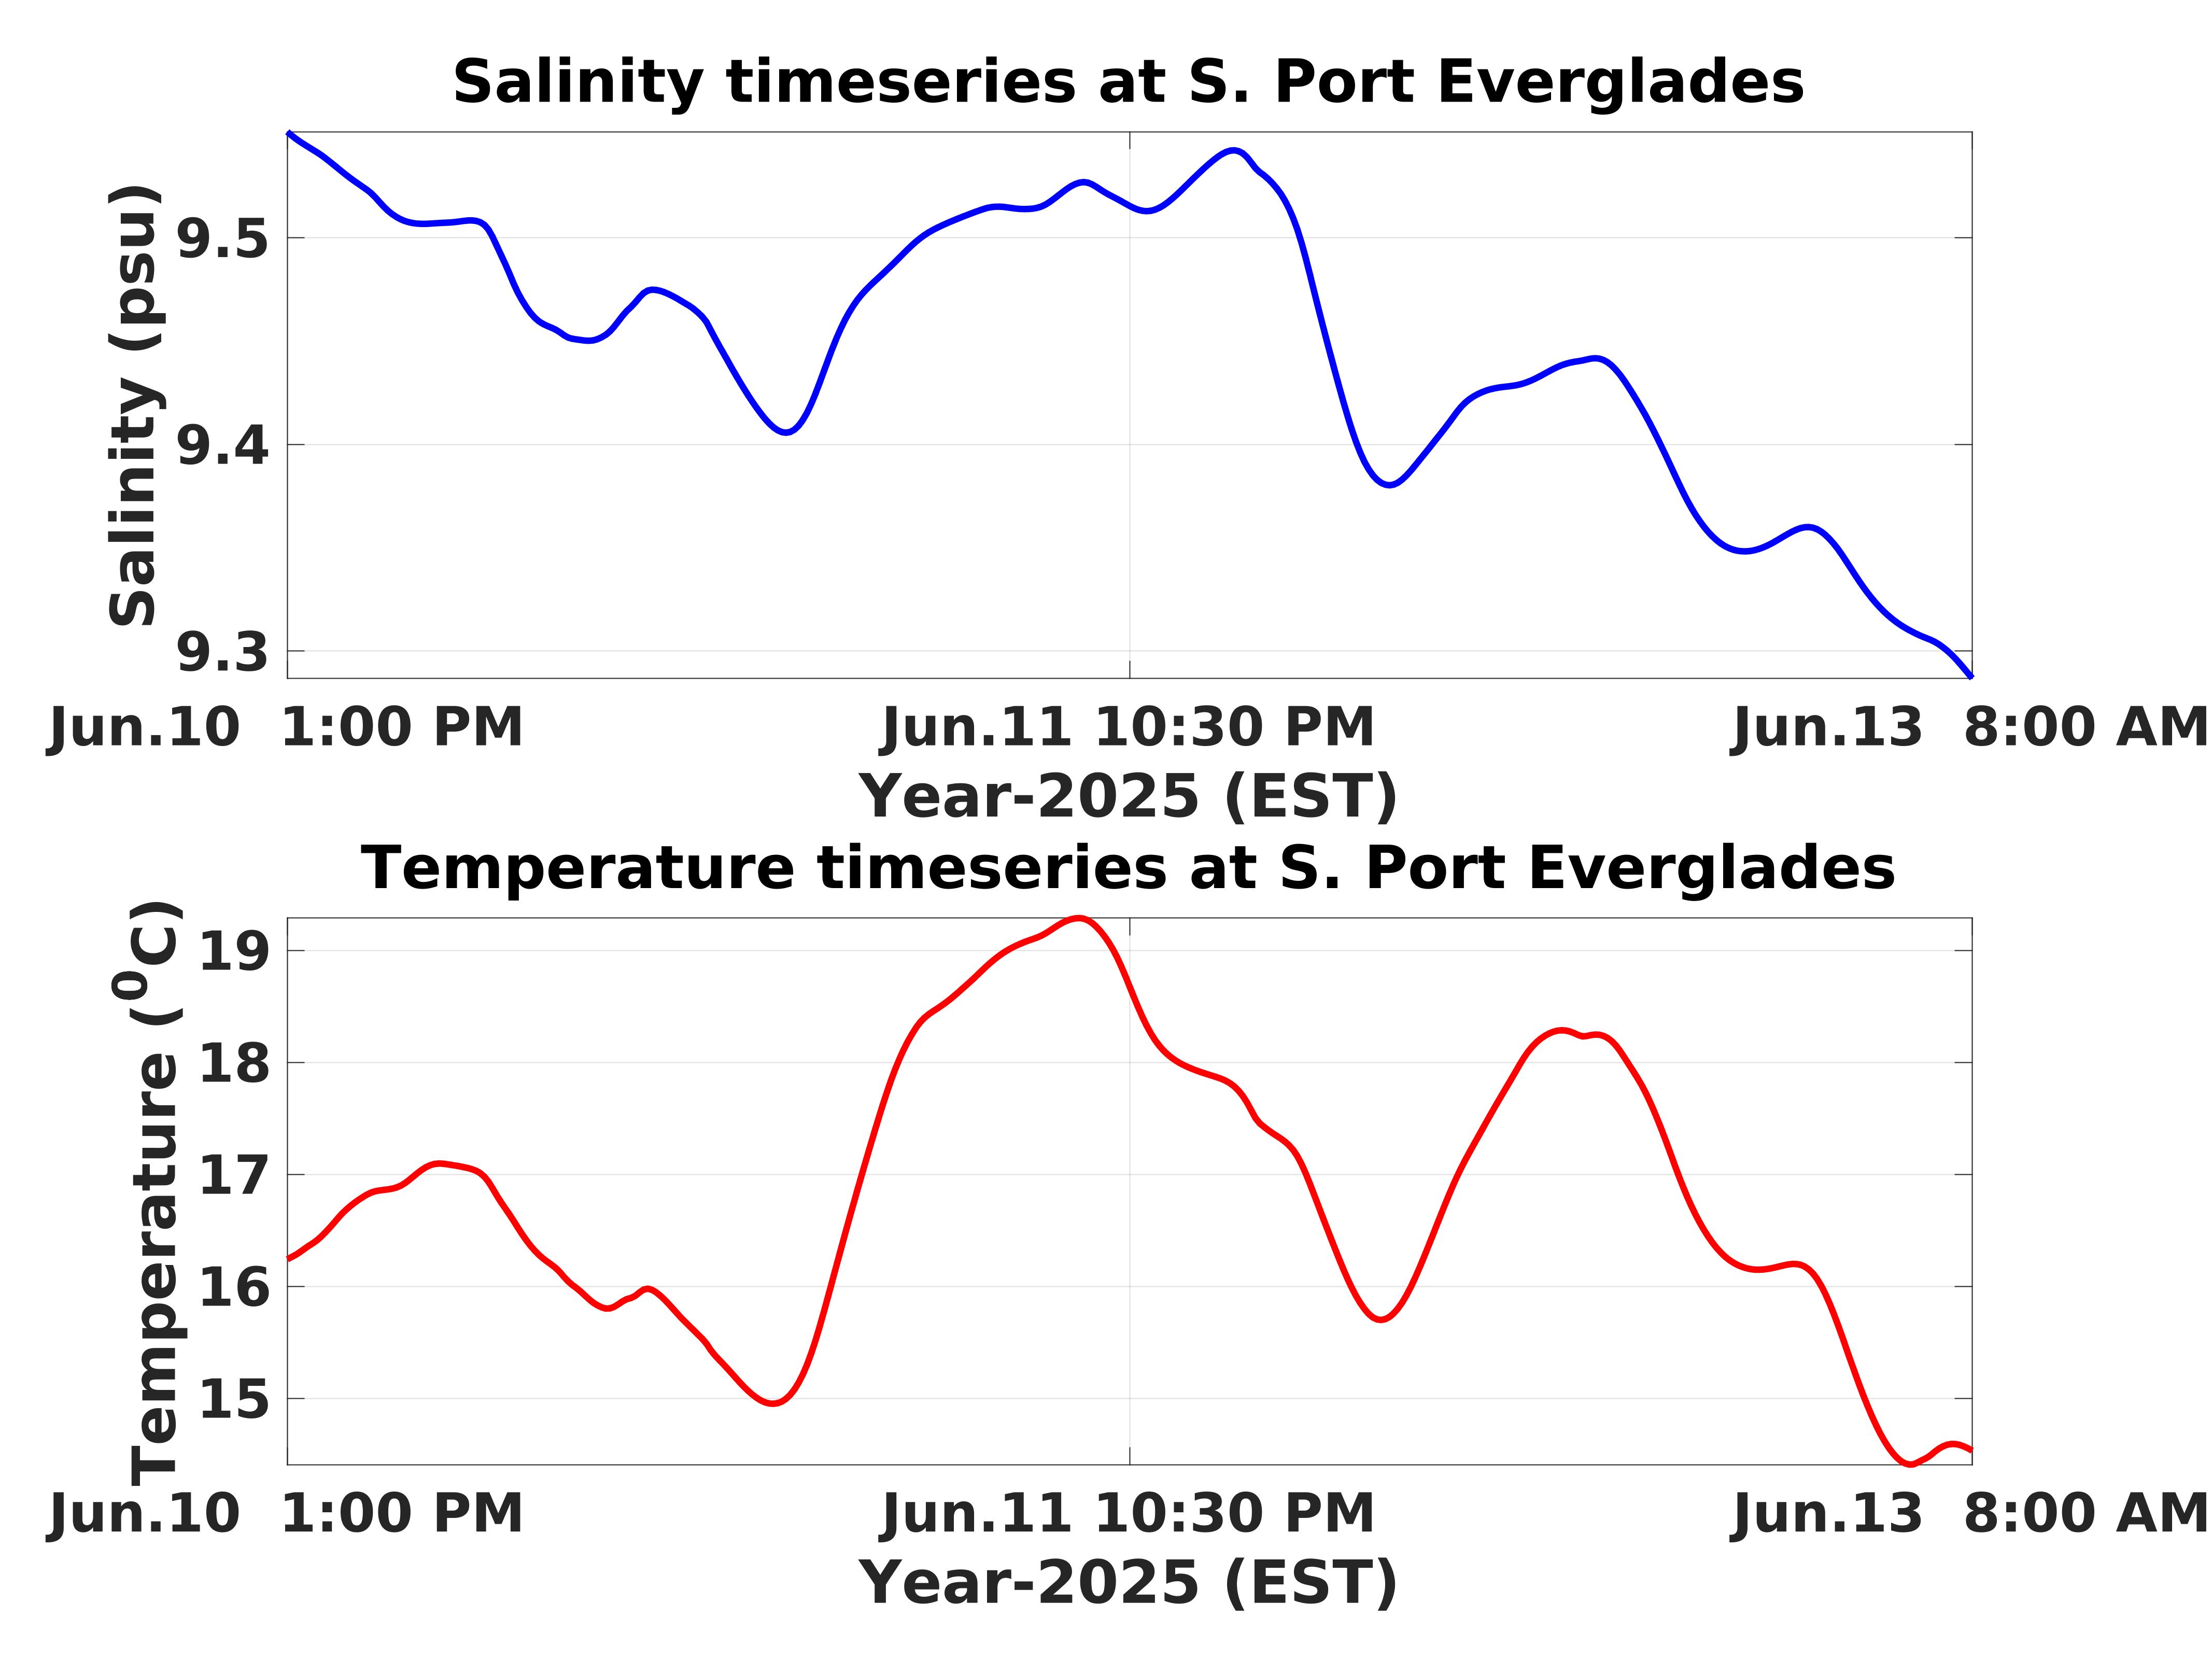 Salinity timeseries at S. Port Everglades
Salinity (psu)
9.5
9.4
9.3
Jun.10  1:00 PM
Jun.11 10:30 PM
Jun.13  8:00 AM
Year-2025 (EST)
Temperature timeseries at S. Port Everglades
Temperature (⁰C)
19
18
17
16
15
Jun.10  1:00 PM
Jun.11 10:30 PM
Jun.13  8:00 AM
Year-2025 (EST)